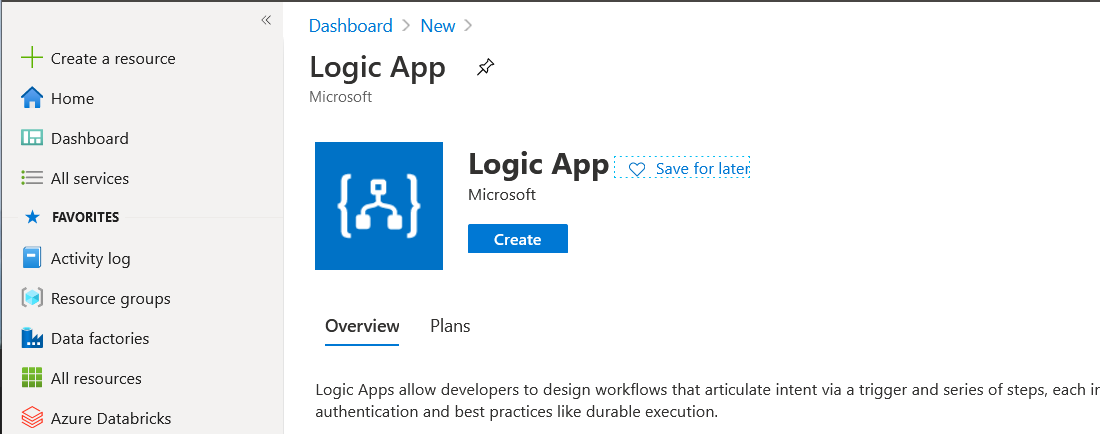 «
Create a resource
Home
Dashboard
All services
FAVORITES
Activity log
Resource groups
Data factories
All resources
Azure Databricks
Dashboard > New >
Logic App
Microsoft
Logic App
Save for later
Microsoft
Create
Overview Plans
Logic Apps allow developers to design workflows that articulate intent via a trigger and series of steps, each in
authentication and best practices like durable execution.